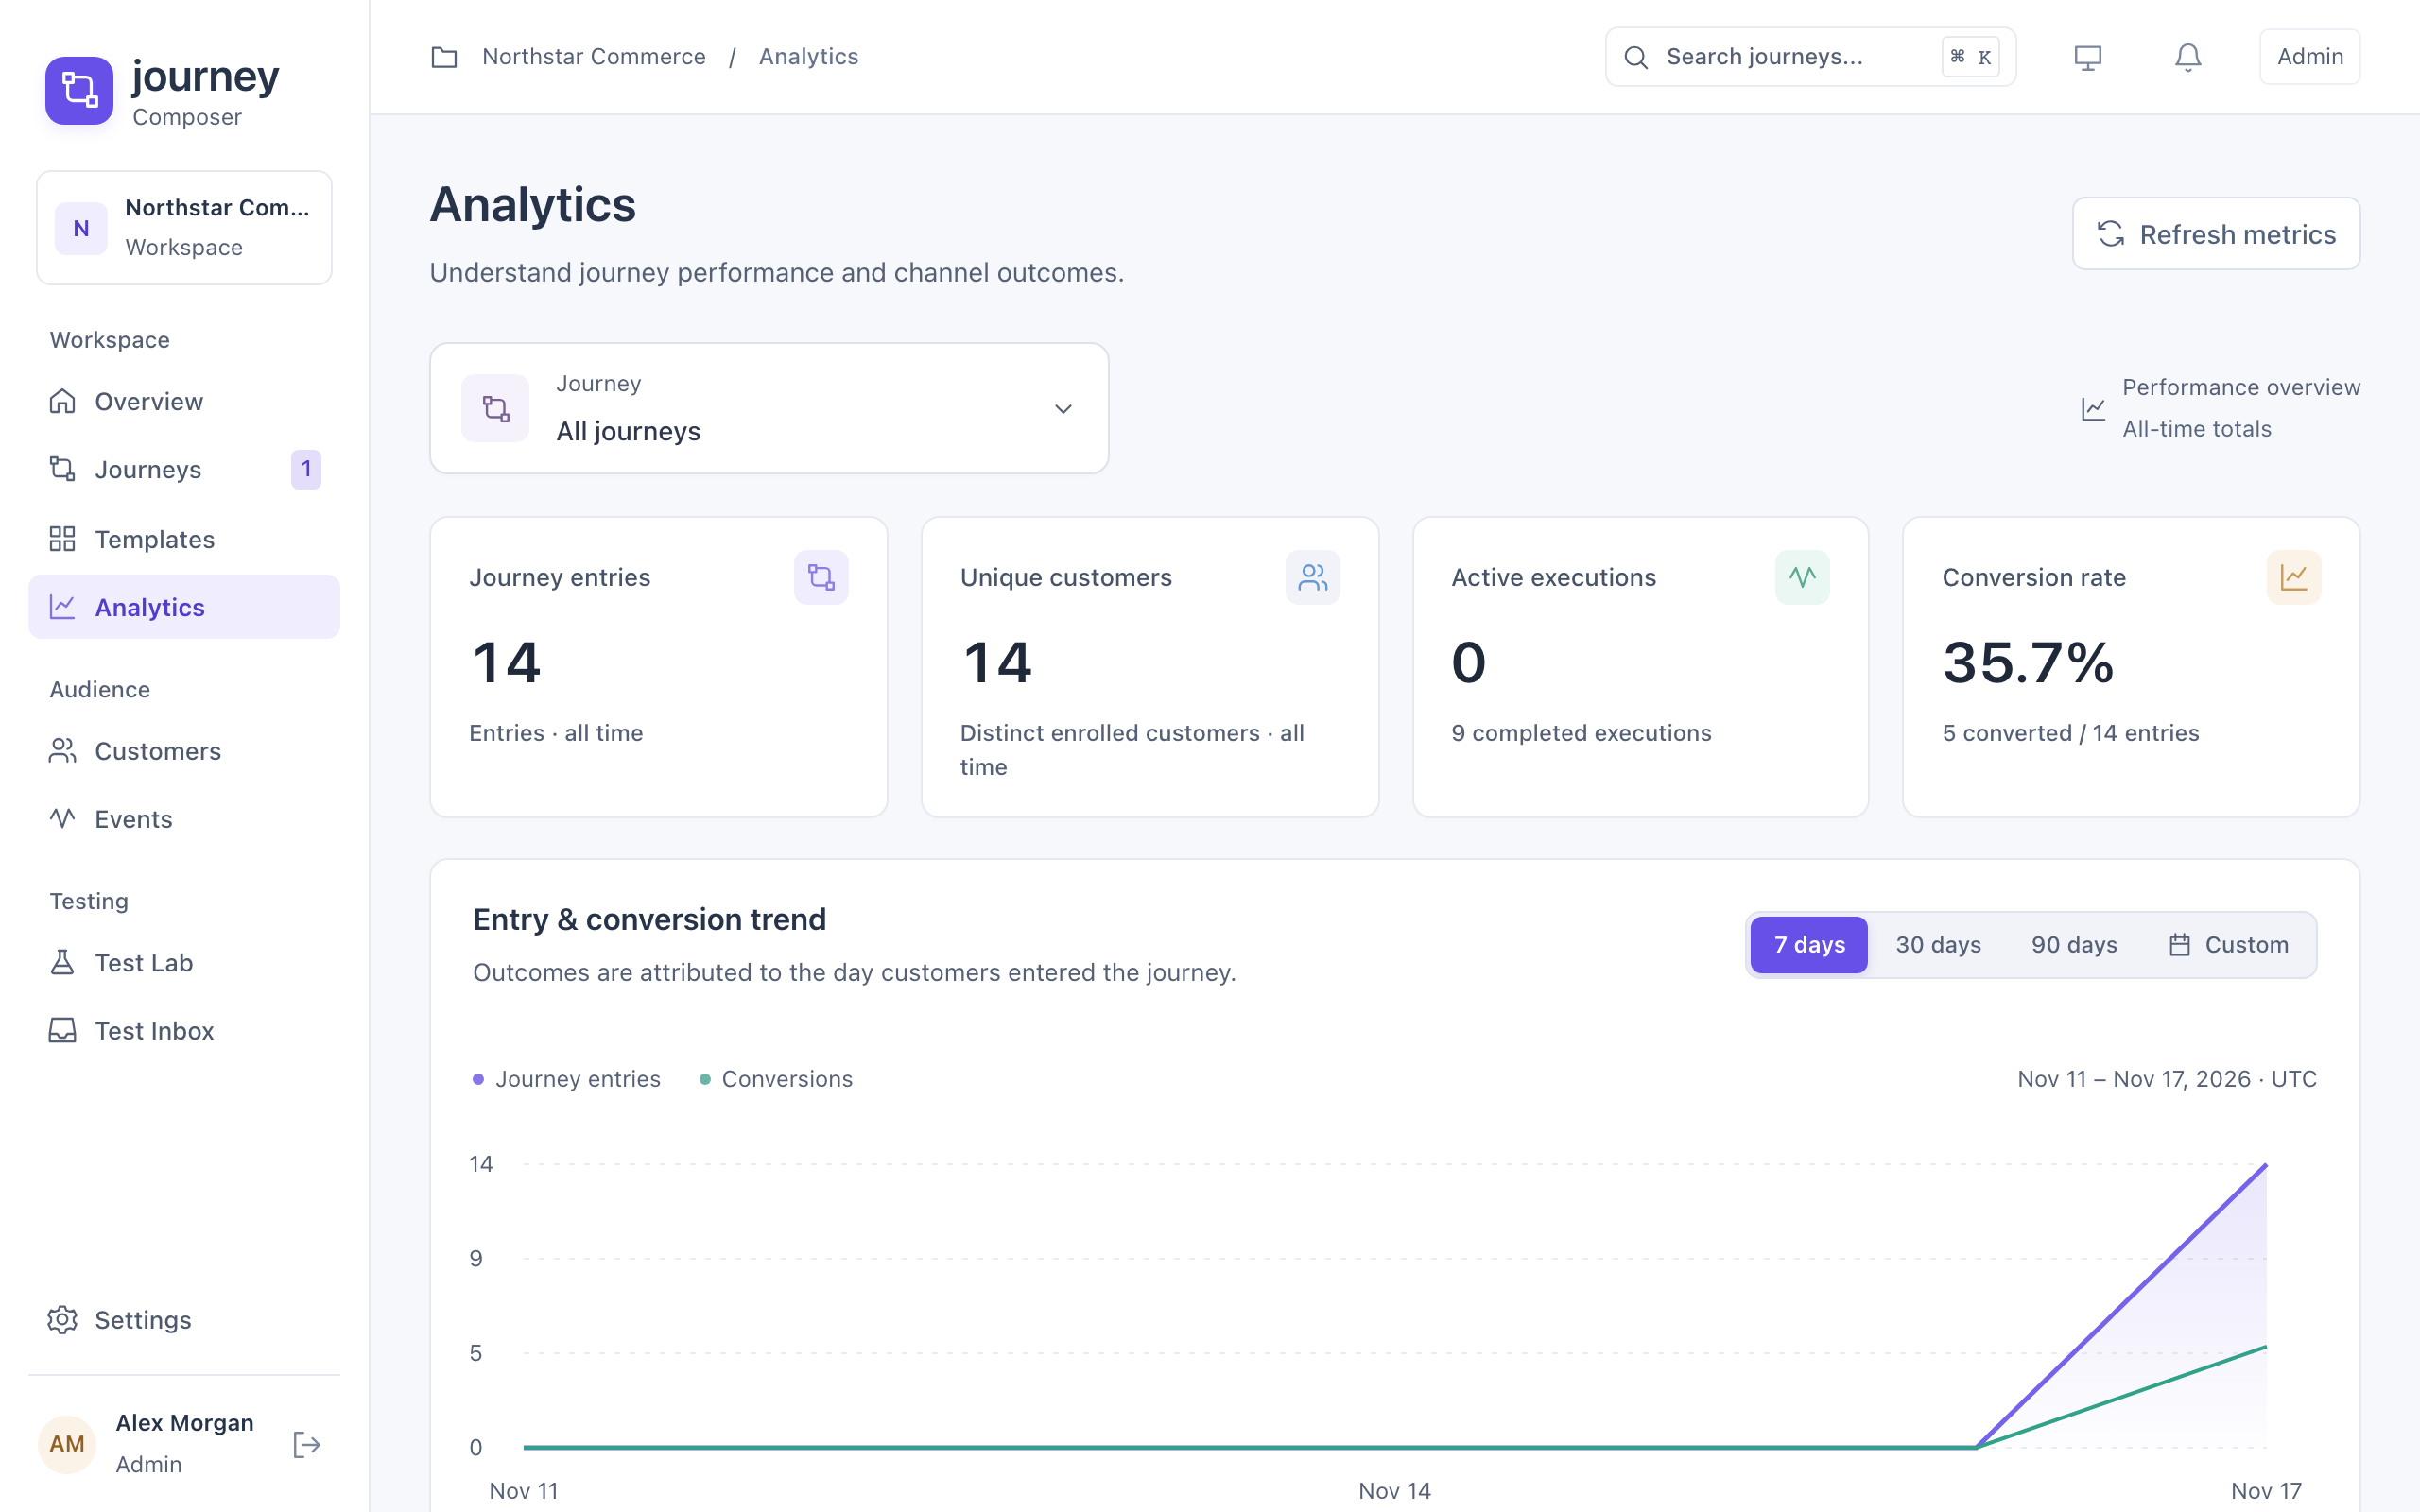 journey
Composer
N
Northstar Com...
Workspace
Workspace
Overview
Journeys
1
Templates
Analytics
Audience
Customers
Events
Testing
Test Lab
Test Inbox
Settings
AM
Alex Morgan
Admin
Northstar Commerce / Analytics
Search journeys...
⌘ K
Admin
Analytics
Understand journey performance and channel outcomes.
Refresh metrics
Journey
All journeys
Performance overview
All-time totals
Journey entries
14
Entries · all time
Unique customers
14
Distinct enrolled customers · all
time
Active executions
0
9 completed executions
Conversion rate
35.7%
5 converted / 14 entries
Entry & conversion trend
Outcomes are attributed to the day customers entered the journey.
7 days
30 days
90 days
Custom
Journey entries
Conversions
Nov 11 – Nov 17, 2026 · UTC
14
9
5
0
Nov 11
Nov 14
Nov 17